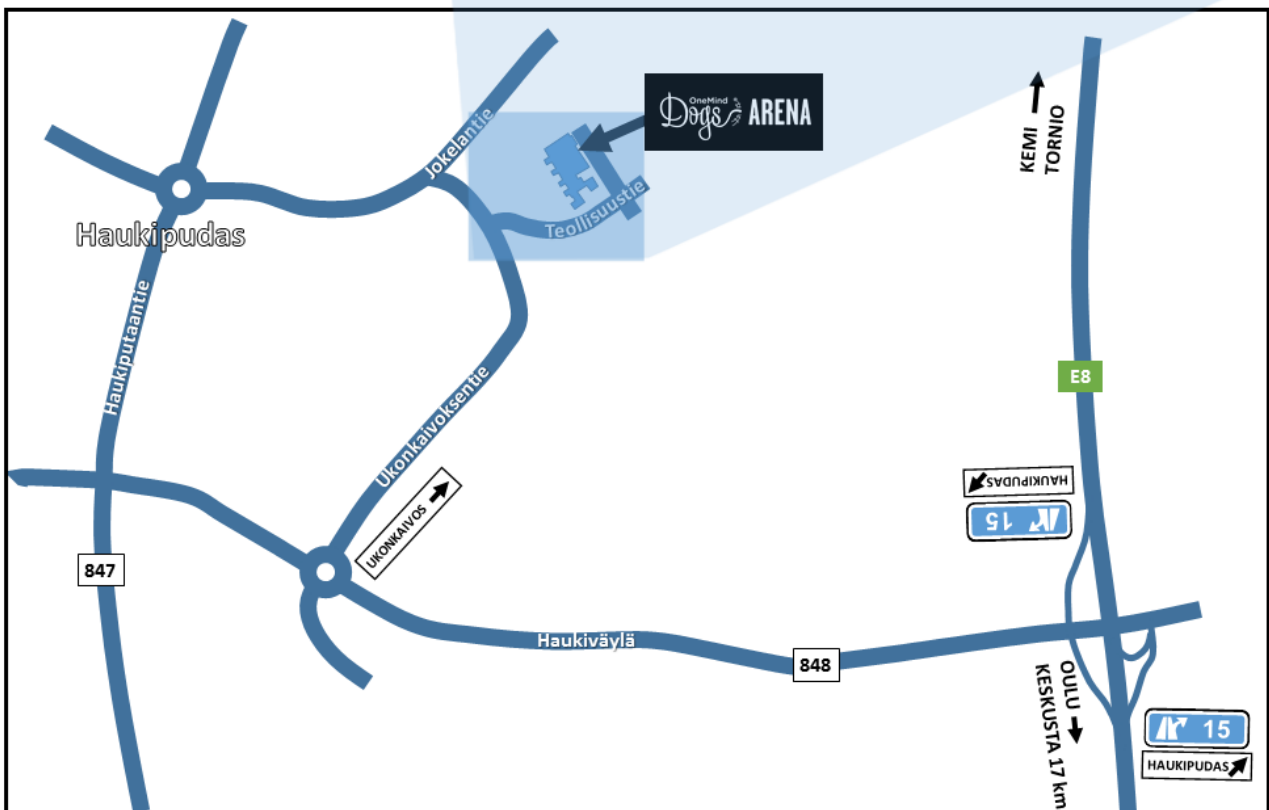 OneMind
Dogs ARENA
KEMI
TORNIO
Jokelantie
Teollisuustie
Haukipudas
Haukiputaantie
E8
Ukonkaivoksentie
HAUKIPUDAS
15
UKONKAIVOS
847
Haukiväylä
848
OULU
KESKUSTA 17 km
15
HAUKIPUDAS